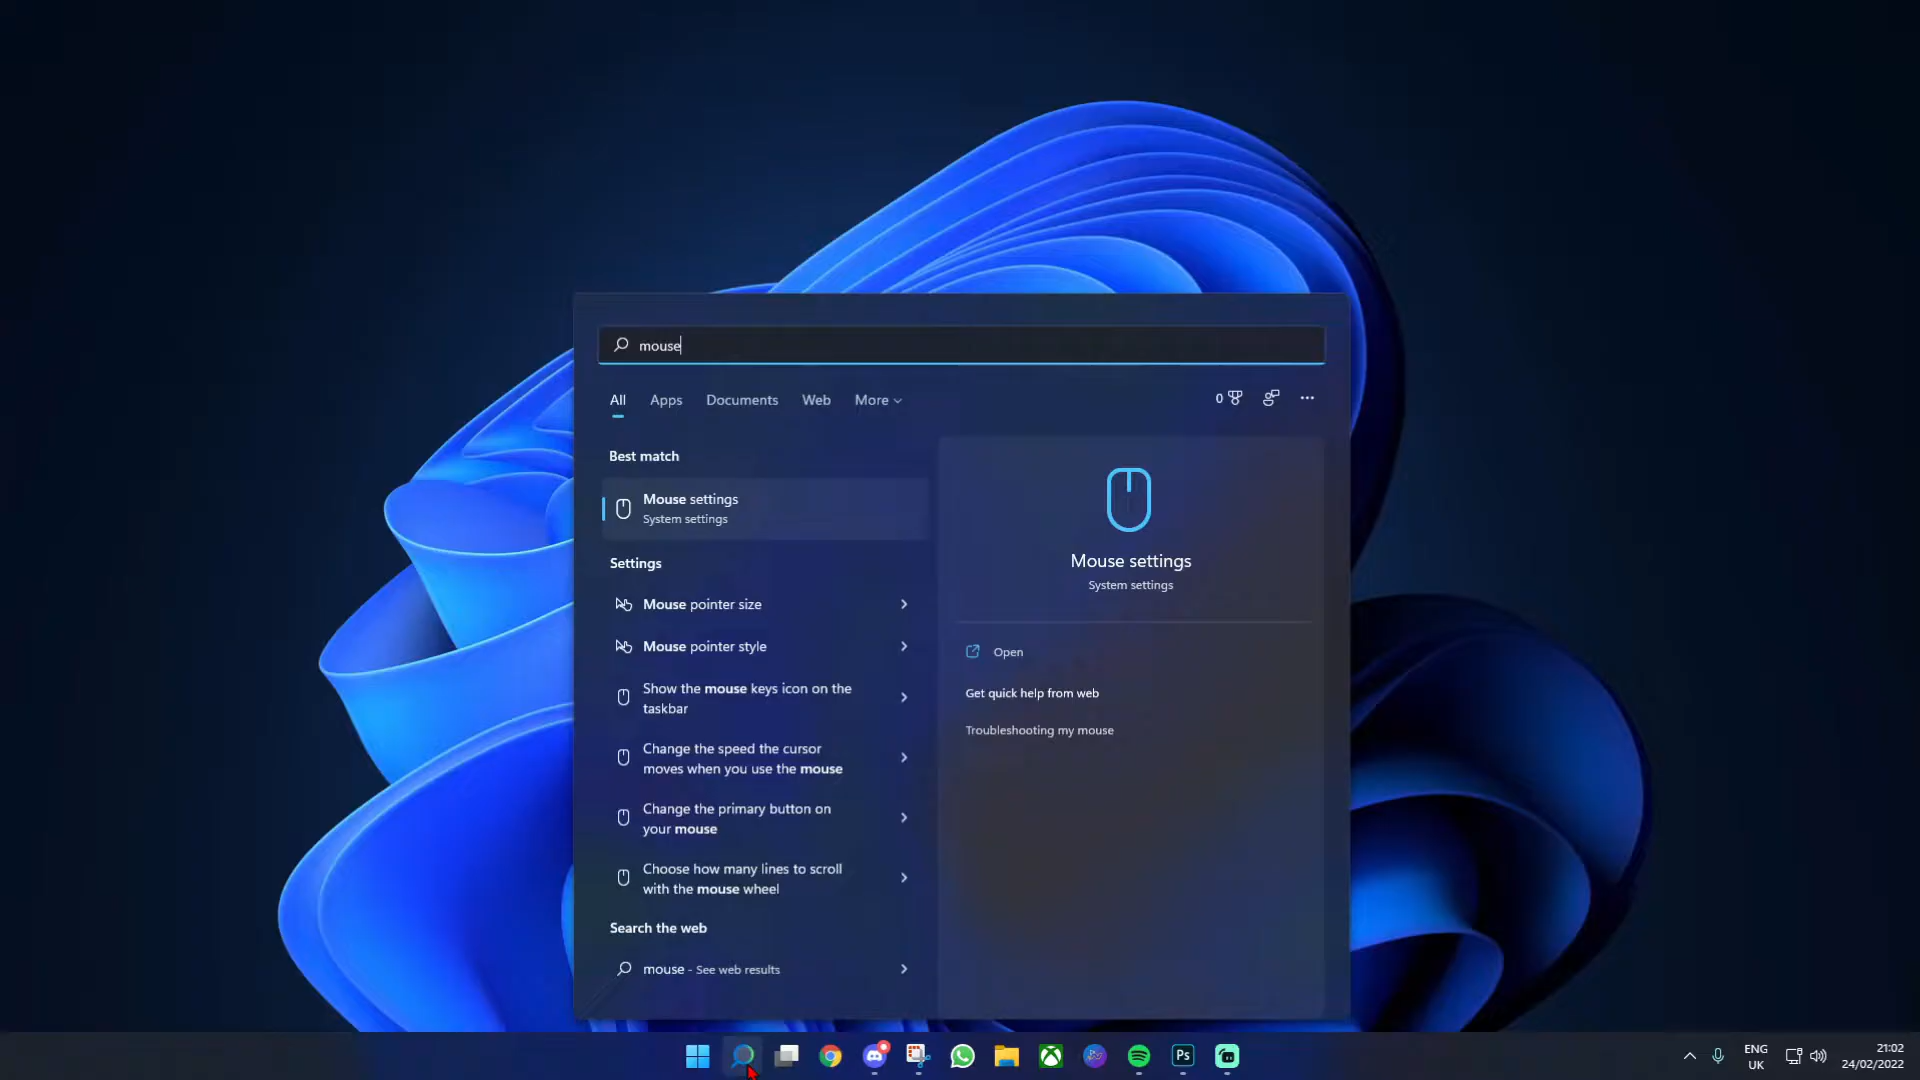 mouse
All Apps Documents Web More 0
Best match
Mouse settings
System settings
Settings
Mouse pointer size
Mouse pointer style
Show the mouse keys icon on the
taskbar
Change the speed the cursor
moves when you use the mouse
Change the primary button on
your mouse
Choose how many lines to scroll
with the mouse wheel
Search the web
mouse - See web results
Mouse settings
System settings
Open
Get quick help from web
Troubleshooting my mouse
Ps
ENG
UK
21:02
24/02/2022